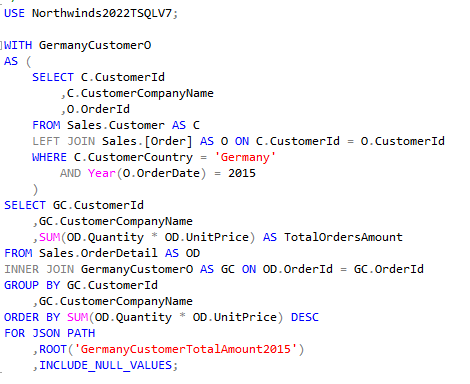 USE Northwinds2022TSQLV7;
WITH GermanyCustomerO
AS (
SELECT C.CustomerId
,C.CustomerCompanyName
,O.OrderId
FROM Sales.Customer AS C
LEFT JOIN Sales.[Order] AS O ON C.CustomerId = O.CustomerId
WHERE C.CustomerCountry = 'Germany'
AND Year(O.OrderDate) = 2015
)
SELECT GC.CustomerId
,GC.CustomerCompanyName
,SUM(OD.Quantity * OD.UnitPrice) AS TotalOrdersAmount
FROM Sales.OrderDetail AS OD
INNER JOIN GermanyCustomerO AS GC ON OD.OrderId = GC.OrderId
GROUP BY GC.CustomerId
,GC.CustomerCompanyName
ORDER BY SUM(OD.Quantity * OD.UnitPrice) DESC
FOR JSON PATH
,ROOT('GermanyCustomerTotalAmount2015')
,INCLUDE_NULL_VALUES;